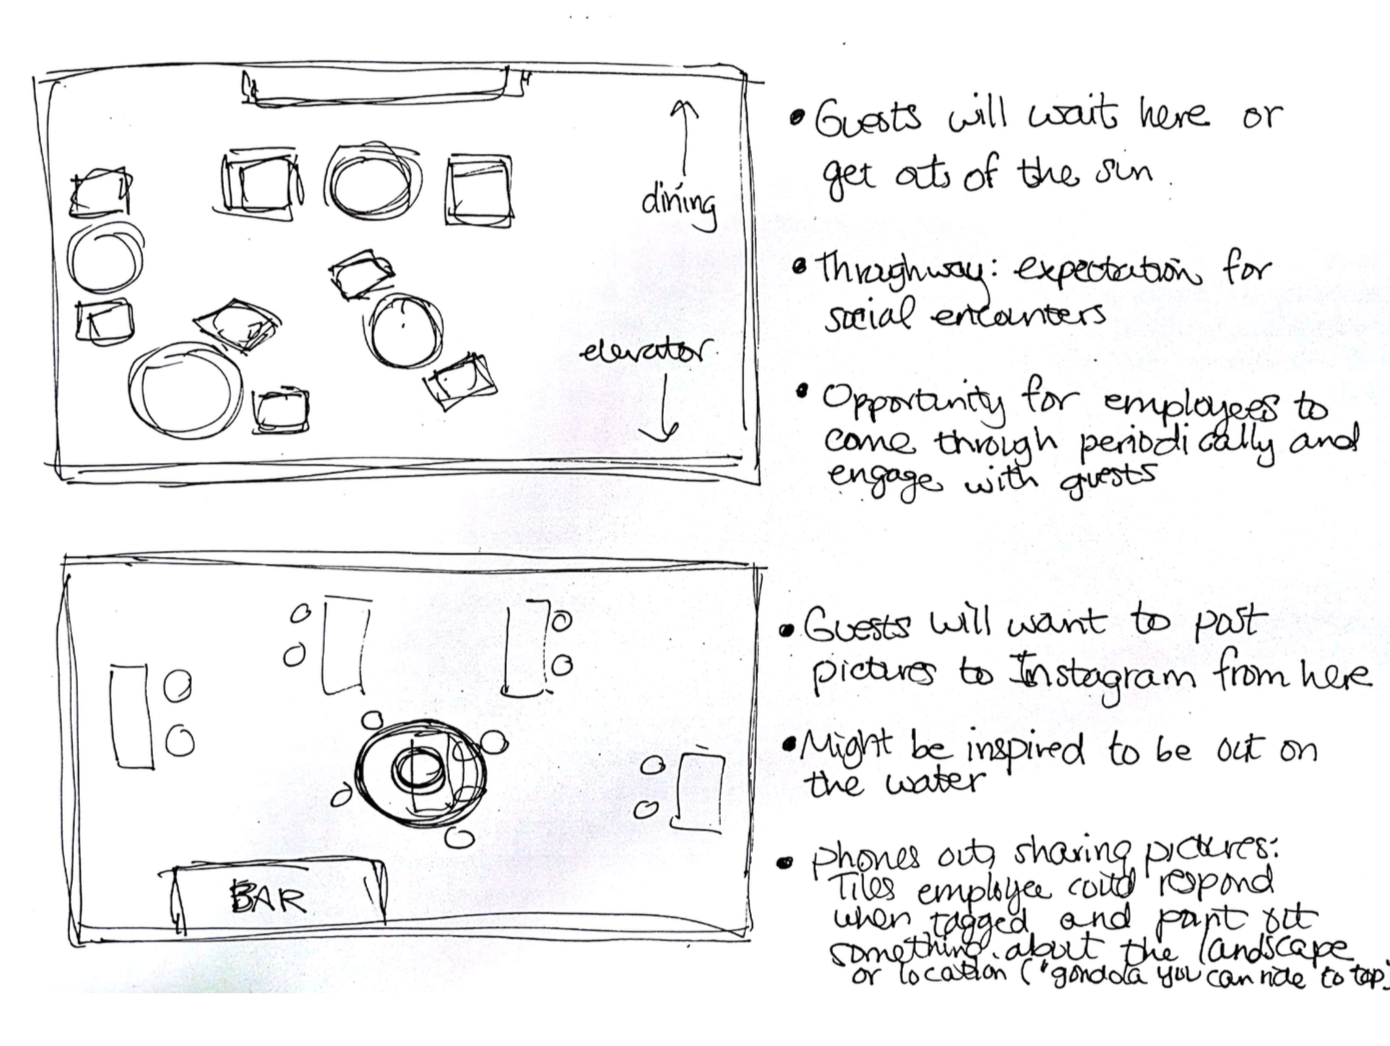 dining
elevator
BAR
• Guests will wait here or
get out of the sun
• Throughway: expectation for
social encounters
• Opportunity for employees to
come through periodically and
engage with guests
• Guests will want to post
pictures to Instagram from here
• Might be inspired to be out on
the water
• Phones out, sharing pictures:
Tiles employee could respond
when tagged and point out
something about the landscape
or location ("gondola you can ride to top